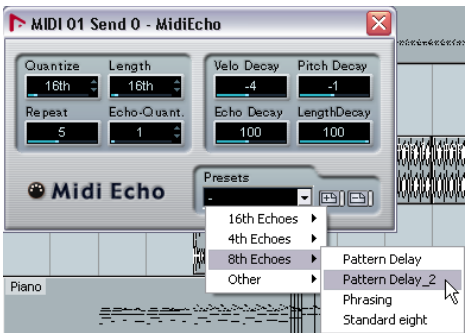 MIDI 01 Send 0 - MidiEcho
Quantize Length Velo Decay Pitch Decay
16th 16th -4 -1
Repeat Echo-Quant. Echo Decay LengthDecay
5 1 100 100
Midi Echo
Presets
-
16th Echoes
4th Echoes
8th Echoes
Other
Pattern Delay
Pattern Delay_2
Phrasing
Standard eight
Piano